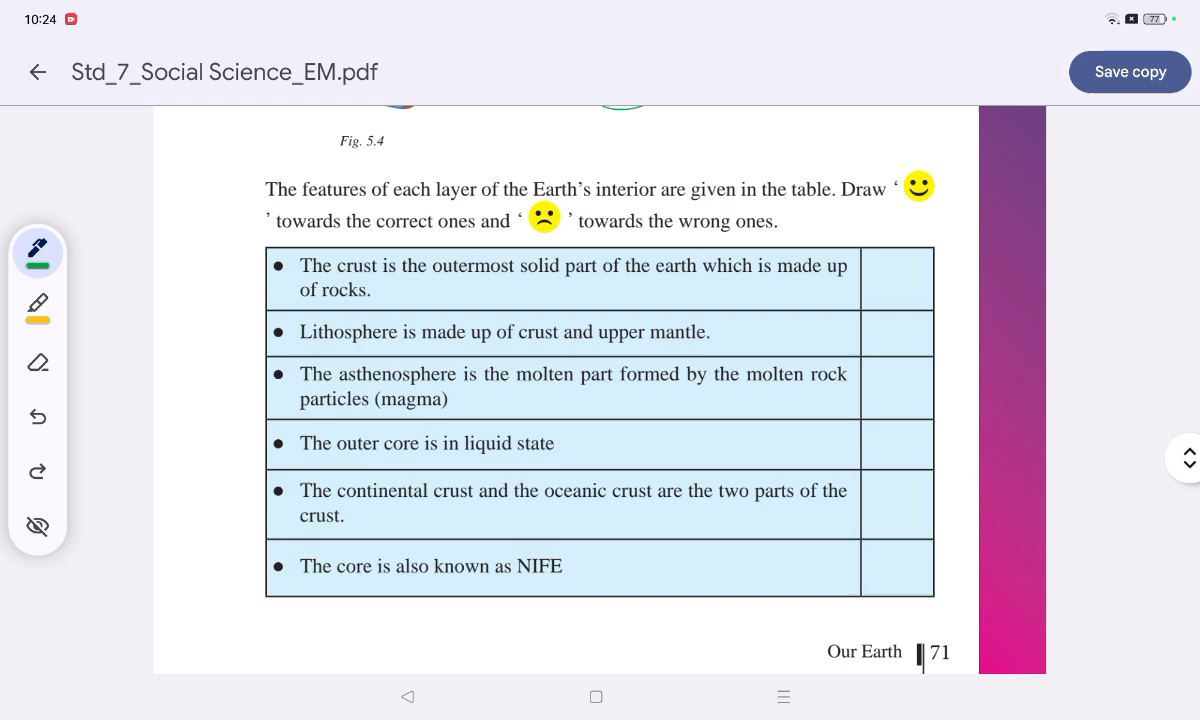 10:24
77
Std_7_Social Science_EM.pdf
Save copy
Fig. 5.4
The features of each layer of the Earth's interior are given in the table. Draw ‘
’ towards the correct ones and ‘ ’ towards the wrong ones.
● The crust is the outermost solid part of the earth which is made up
of rocks.
● Lithosphere is made up of crust and upper mantle.
● The asthenosphere is the molten part formed by the molten rock
particles (magma)
● The outer core is in liquid state
● The continental crust and the oceanic crust are the two parts of the
crust.
● The core is also known as NIFE
Our Earth 71